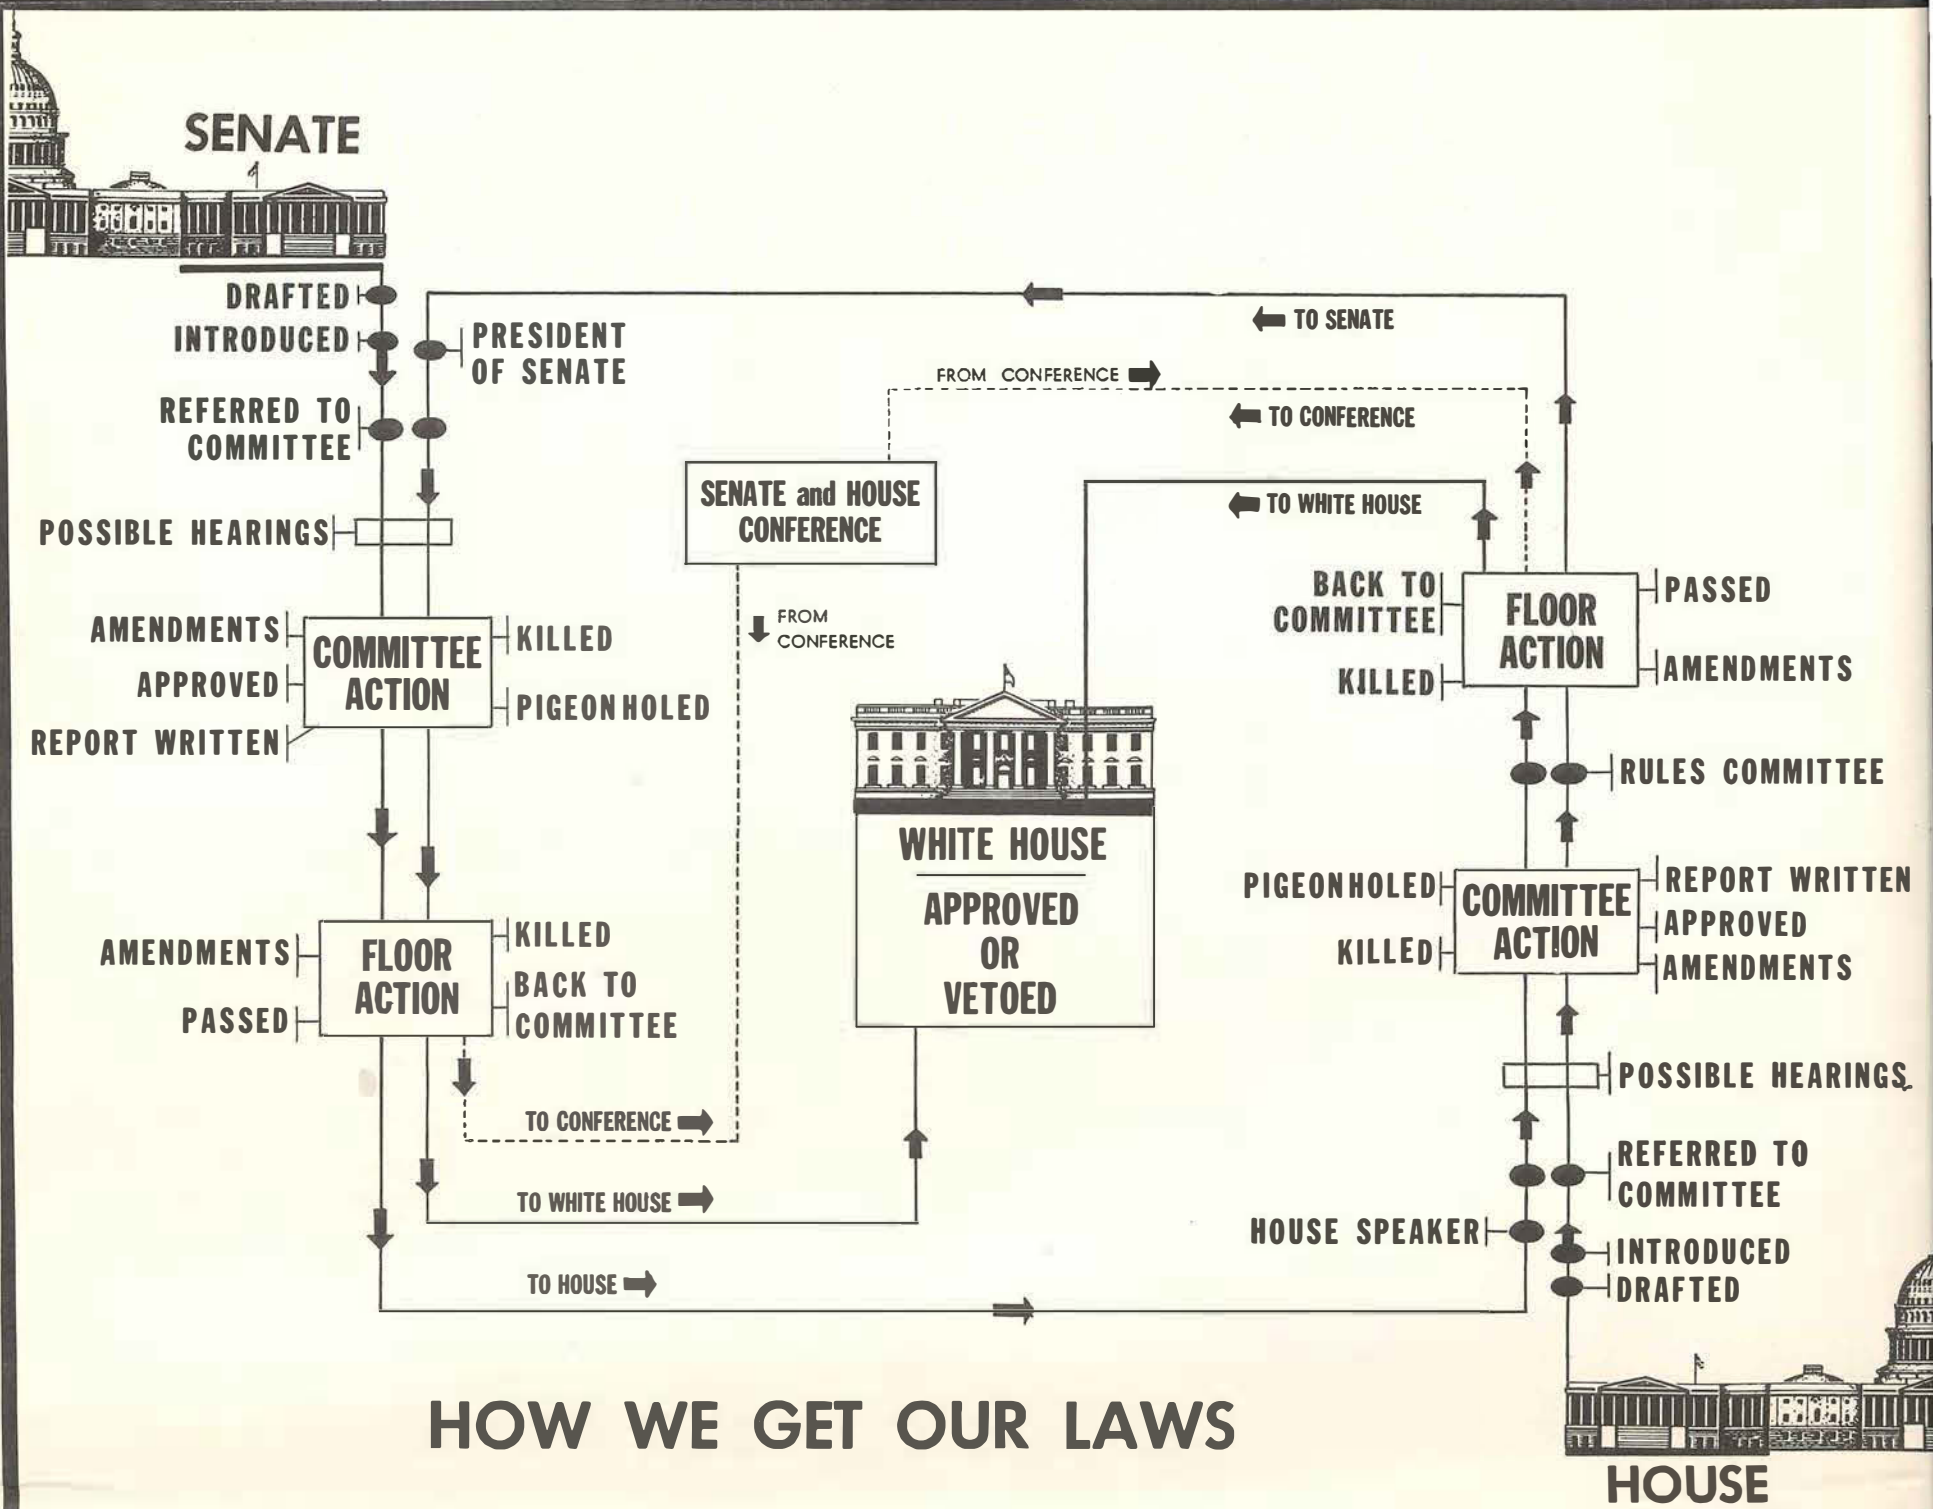 SENATE
DRAFTED
INTRODUCED
PRESIDENT
OF SENATE
REFERRED TO
COMMITTEE
POSSIBLE HEARINGS
AMENDMENTS
APPROVED
REPORT WRITTEN
COMMITTEE
ACTION
KILLED
PIGEONHOLED
AMENDMENTS
PASSED
FLOOR
ACTION
KILLED
BACK TO
COMMITTEE
TO CONFERENCE
TO WHITE HOUSE
TO HOUSE
SENATE and HOUSE
CONFERENCE
FROM
CONFERENCE
FROM CONFERENCE
TO SENATE
TO CONFERENCE
TO WHITE HOUSE
WHITE HOUSE
APPROVED
OR
VETOED
BACK TO
COMMITTEE
KILLED
FLOOR
ACTION
PASSED
AMENDMENTS
RULES COMMITTEE
PIGEONHOLED
KILLED
COMMITTEE
ACTION
REPORT WRITTEN
APPROVED
AMENDMENTS
POSSIBLE HEARINGS
REFERRED TO
COMMITTEE
HOUSE SPEAKER
INTRODUCED
DRAFTED
HOW WE GET OUR LAWS
HOUSE